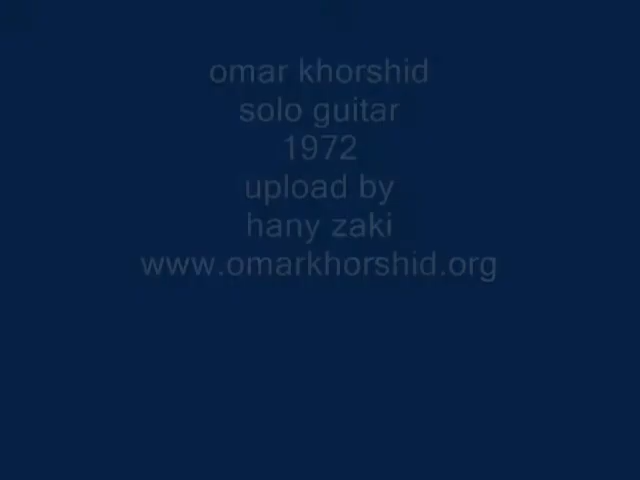 omar khorshid
solo guitar
1972
upload by
hany zaki
www.omarkhorshid.org